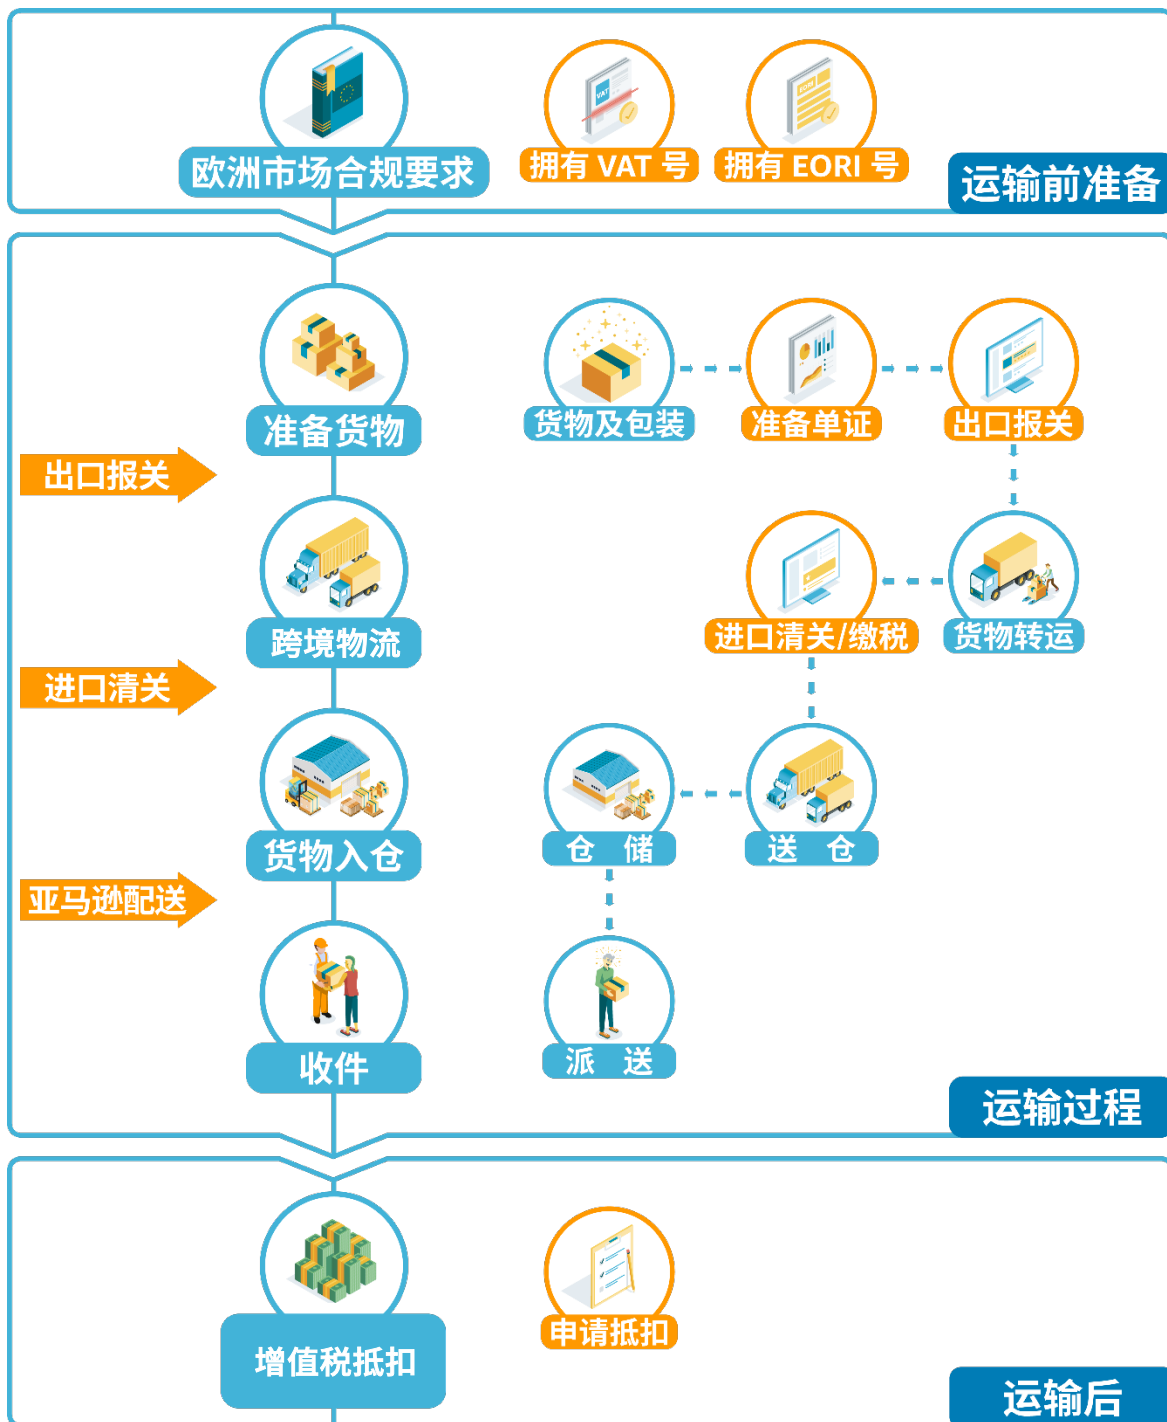 VAT
EORI
欧洲市场合规要求
拥有 VAT 号
拥有 EORI 号
运输前准备
准备货物
货物及包装
准备单证
出口报关
出口报关
跨境物流
进口清关/缴税
货物转运
进口清关
货物入仓
仓 储
送 仓
亚马逊配送
收件
派 送
运输过程
增值税抵扣
申请抵扣
运输后